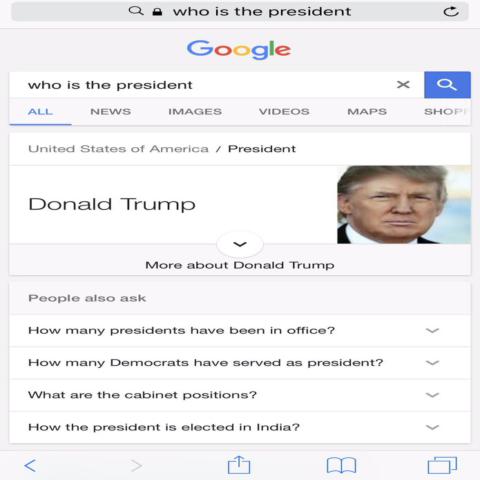 who is the president
Google
who is the president
ALL NEWS IMAGES VIDEOS MAPS
United States of America / President
Donald Trump
More about Donald Trump
People also ask
How many presidents have been in office?
How many Democrats have served as president?
What are the cabinet positions?
How the president is elected in India?